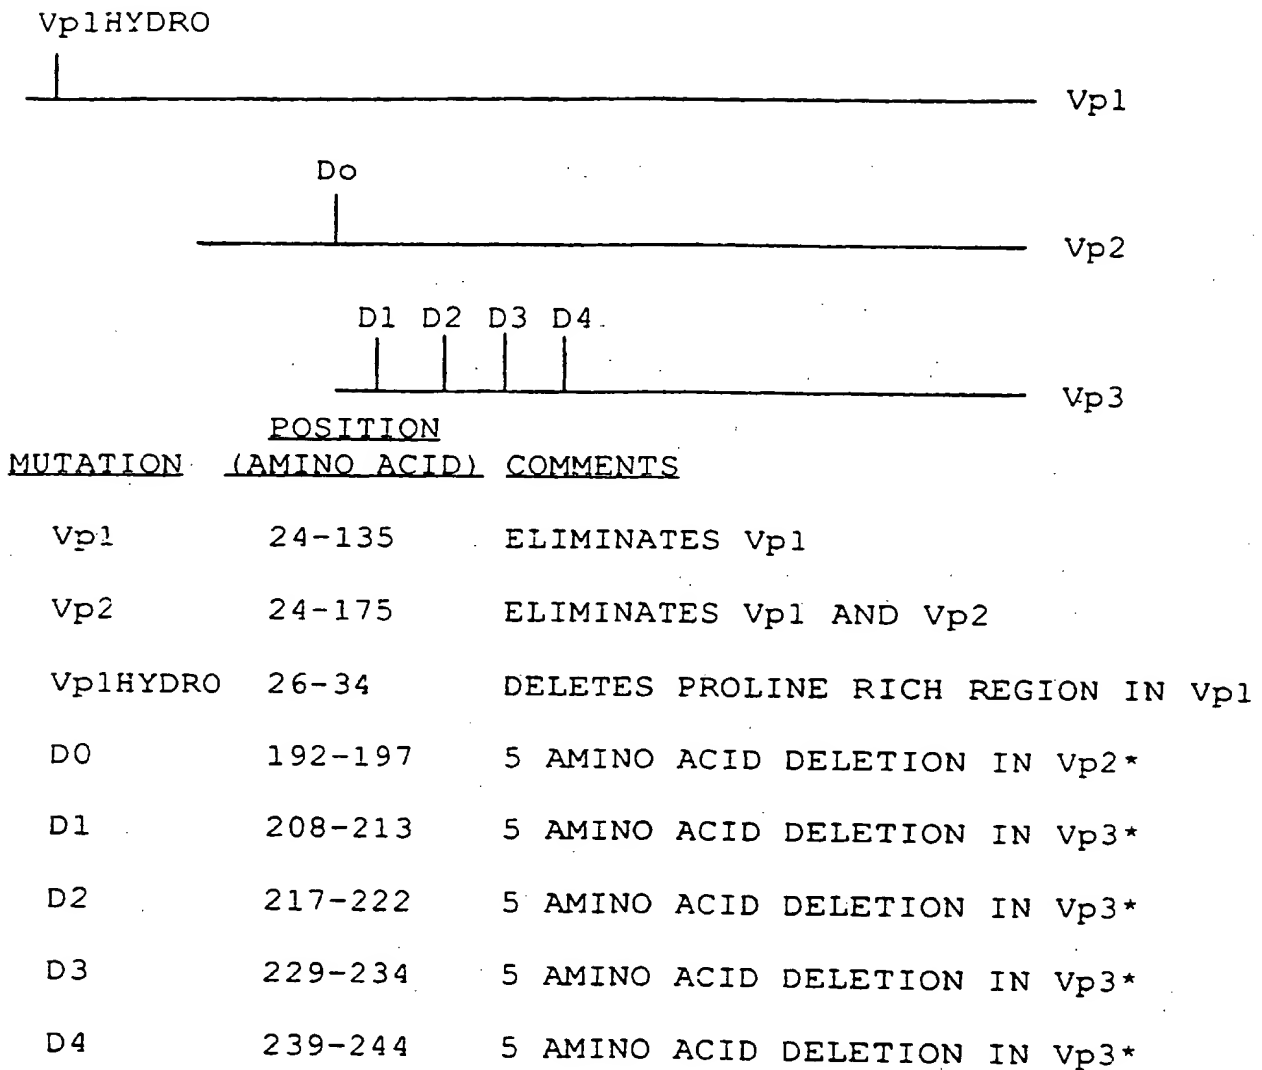 Vp1HYDRO
Vp1
Do
Vp2
D1 D2 D3 D4
Vp3
POSITION
MUTATION (AMINO ACID) COMMENTS
Vp1 24-135 ELIMINATES Vp1
Vp2 24-175 ELIMINATES Vp1 AND Vp2
Vp1HYDRO 26-34 DELETES PROLINE RICH REGION IN Vp1
D0 192-197 5 AMINO ACID DELETION IN Vp2*
D1 208-213 5 AMINO ACID DELETION IN Vp3*
D2 217-222 5 AMINO ACID DELETION IN Vp3*
D3 229-234 5 AMINO ACID DELETION IN Vp3*
D4 239-244 5 AMINO ACID DELETION IN Vp3*